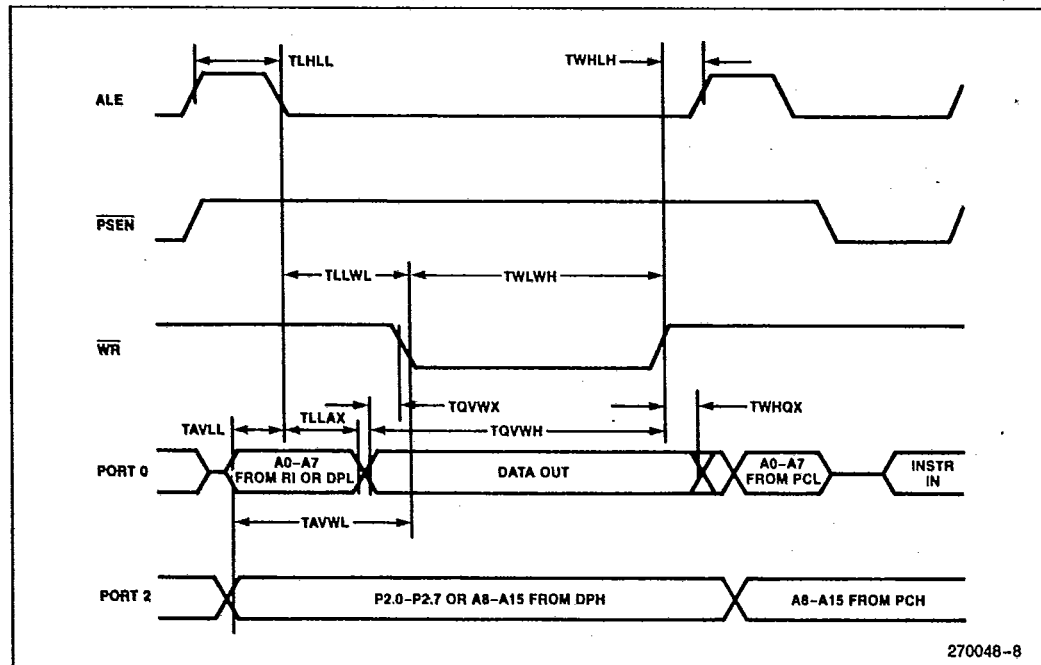 TLHLL
TWHLH
ALE
PSEN
TLLWL
TWLWH
WR
TQVWX
TWHQX
TAVLL
TLLAX
TQVWH
PORT 0
A0–A7
FROM RI OR DPL
DATA OUT
A0–A7
FROM PCL
INSTR
IN
TAVWL
PORT 2
P2.0–P2.7 OR A8–A15 FROM DPH
A8–A15 FROM PCH
270048–8